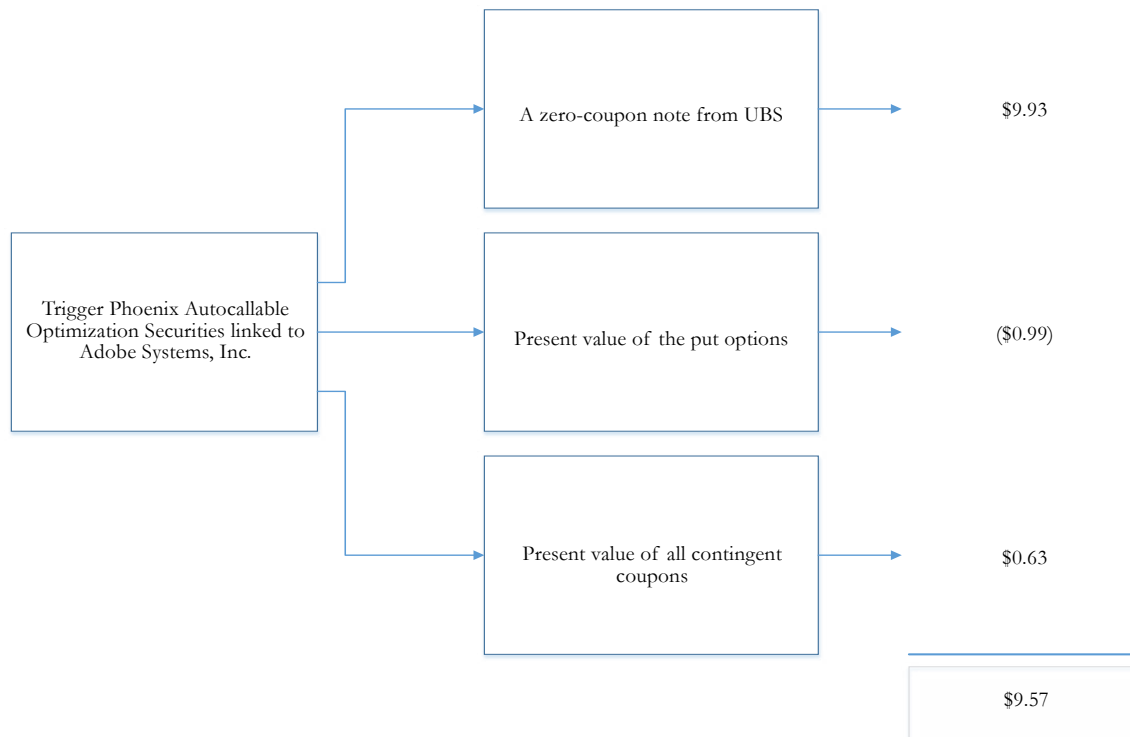 A zero-coupon note from UBS
$9.93
Trigger Phoenix Autocallable
Optimization Securities linked to
Adobe Systems, Inc.
Present value of the put options
($0.99)
Present value of all contingent
coupons
$0.63
$9.57